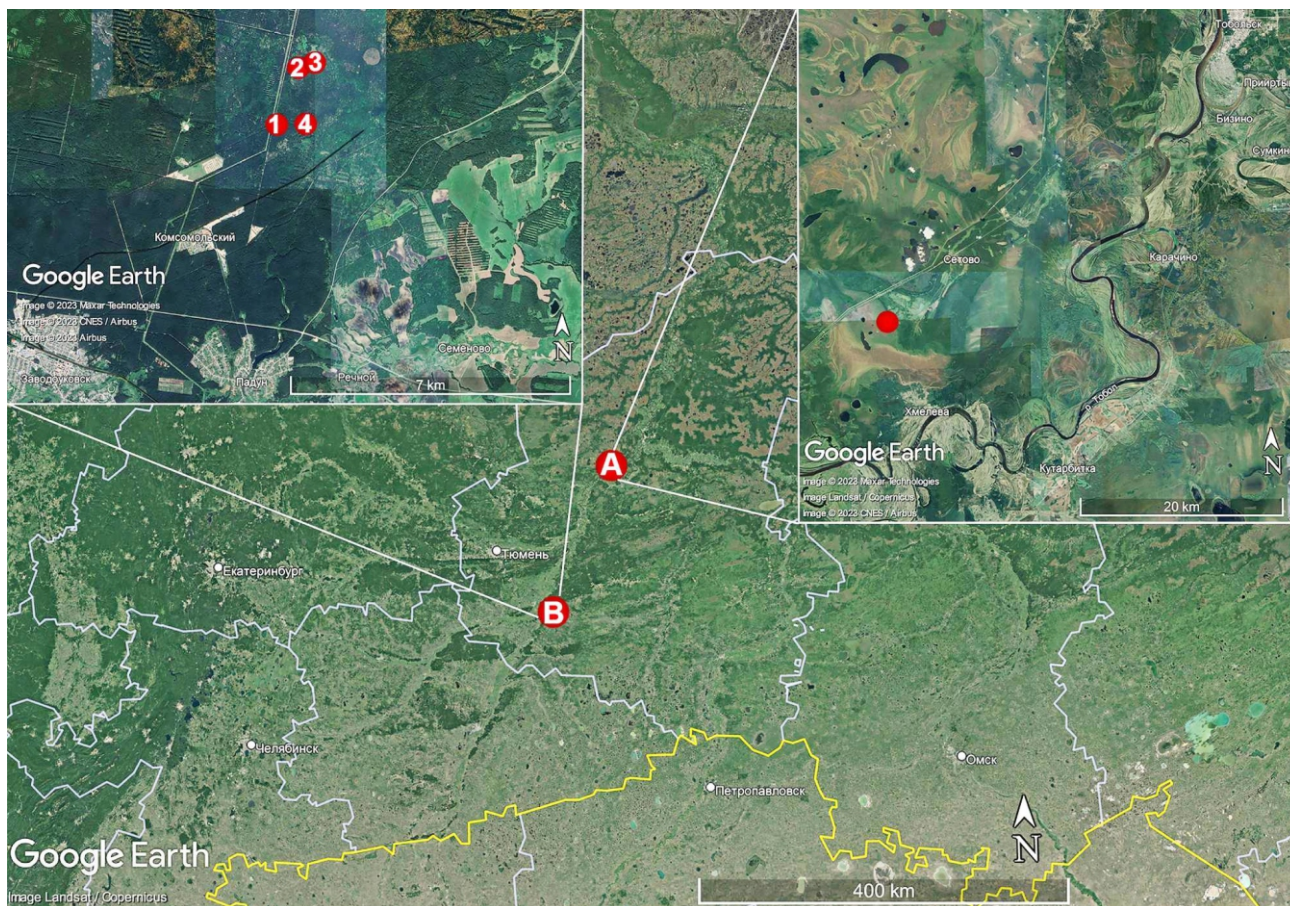 2
3
1
4
Комсомольский
Google Earth
Image © 2023 Maxar Technologies
Image © 2023 CNES / Airbus
Image © 2023 Airbus
Заводоуковск
Падун
Речной
Семеново
7 km
N
Тобольск
Прииртыш
Бизино
Сумкино
Сетово
Карачино
Хмелева
р. Тобол
Кутарбитка
Google Earth
Image © 2023 Maxar Technologies
Image Landsat / Copernicus
Image © 2023 CNES / Airbus
20 km
N
A
Тюмень
Екатеринбург
B
Челябинск
Омск
Петропавловск
N
Google Earth
Image Landsat / Copernicus
400 km